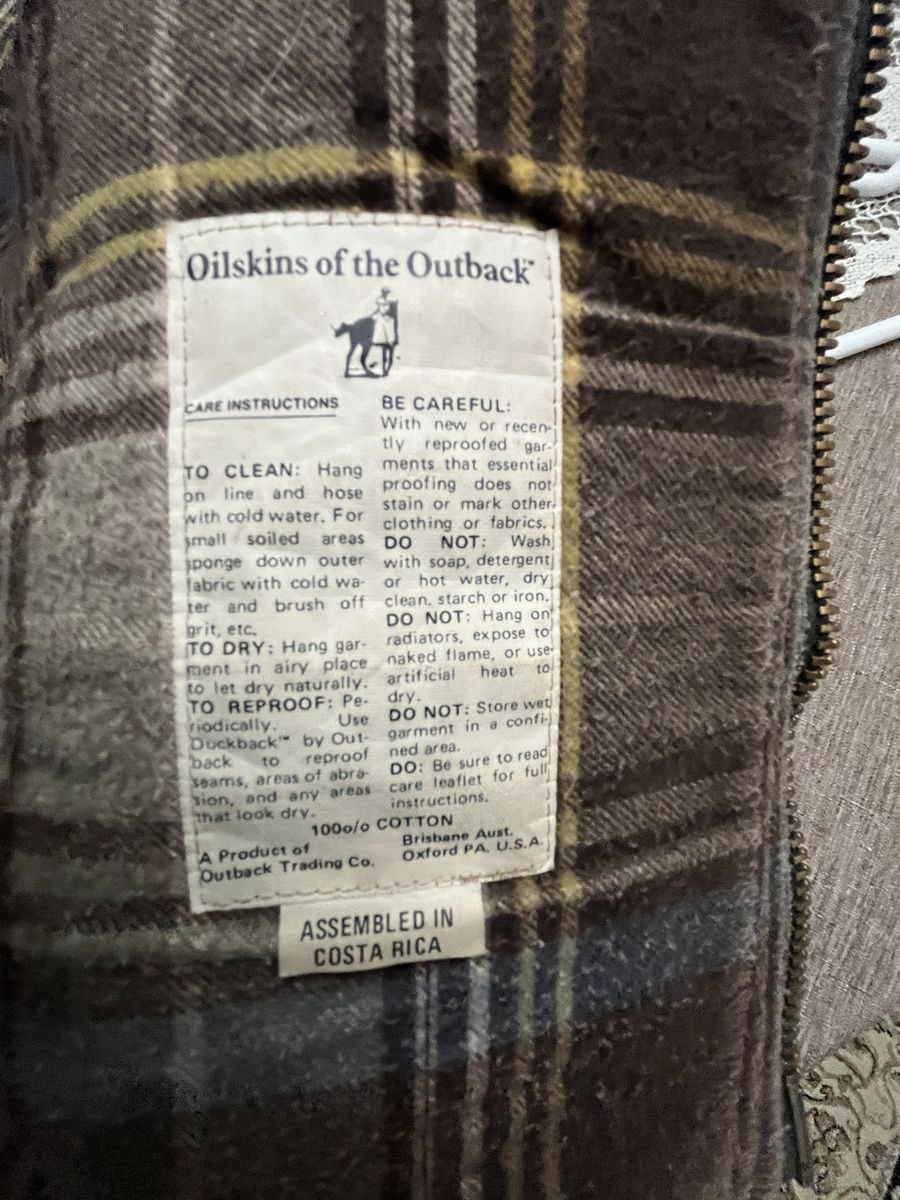 Oilskins of the Outback™
CARE INSTRUCTIONS
TO CLEAN: Hang
on line and hose
with cold water. For
small soiled areas
sponge down outer
fabric with cold wa-
ter and brush off
grit, etc.
TO DRY: Hang gar-
ment in airy place
to let dry naturally.
TO REPROOF: Pe-
riodically. Use
Duckback™ by Out-
back to reproof
seams, areas of abra-
sion, and any areas
that look dry.
BE CAREFUL:
With new or recen-
tly reproofed gar-
ments that essential
proofing does not
stain or mark other
clothing or fabrics.
DO NOT: Wash
with soap, detergent
or hot water, dry
clean. starch or iron.
DO NOT: Hang on
radiators, expose to
naked flame, or use
artificial heat to
dry.
DO NOT: Store wet
garment in a confi-
ned area.
DO: Be sure to read
care leaflet for full
instructions.
100o/o COTTON
A Product of
Outback Trading Co.
Brisbane Aust.
Oxford PA. U.S.A.
ASSEMBLED IN
COSTA RICA